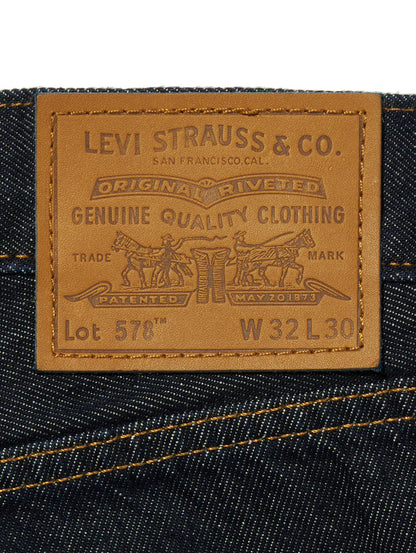 LEVI STRAUSS & CO.
SAN FRANCISCO, CAL.
ORIGINAL RIVETED
GENUINE QUALITY CLOTHING
TRADE MARK
PATENTED MAY 20 1873
Lot 578™ W 32 L 30